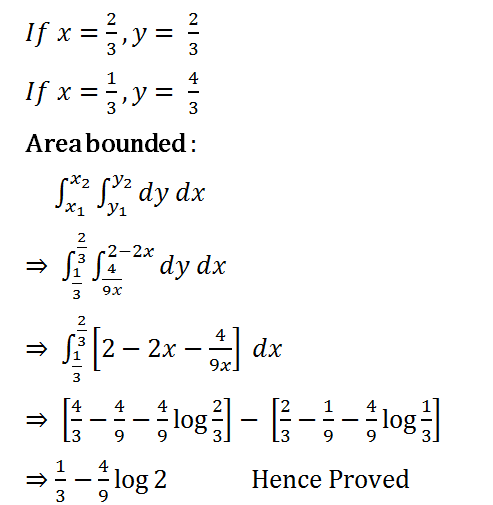 If x = 2/3, y = 2/3
If x = 1/3, y = 4/3
Area bounded :
∫_{x₁}^{x₂} ∫_{y₁}^{y₂} dy dx
⇒ ∫_{1/3}^{2/3} ∫_{4/9x}^{2−2x} dy dx
⇒ ∫_{1/3}^{2/3} [2 − 2x − 4/9x] dx
⇒ [4/3 − 4/9 − 4/9 log 2/3] − [2/3 − 1/9 − 4/9 log 1/3]
⇒ 1/3 − 4/9 log 2 Hence Proved